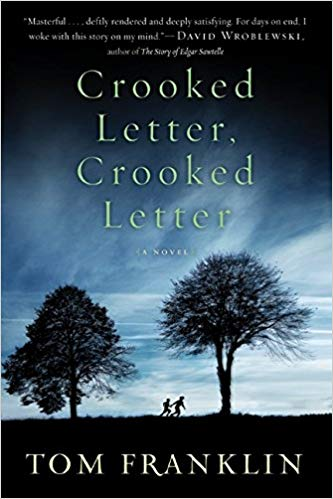 "Masterful . . . . deftly rendered and deeply satisfying. For days on end, I
woke with this story on my mind."— David Wroblewski,
author of The Story of Edgar Sawtelle
Crooked
Letter,
Crooked
Letter
{A NOVEL}
TOM FRANKLIN